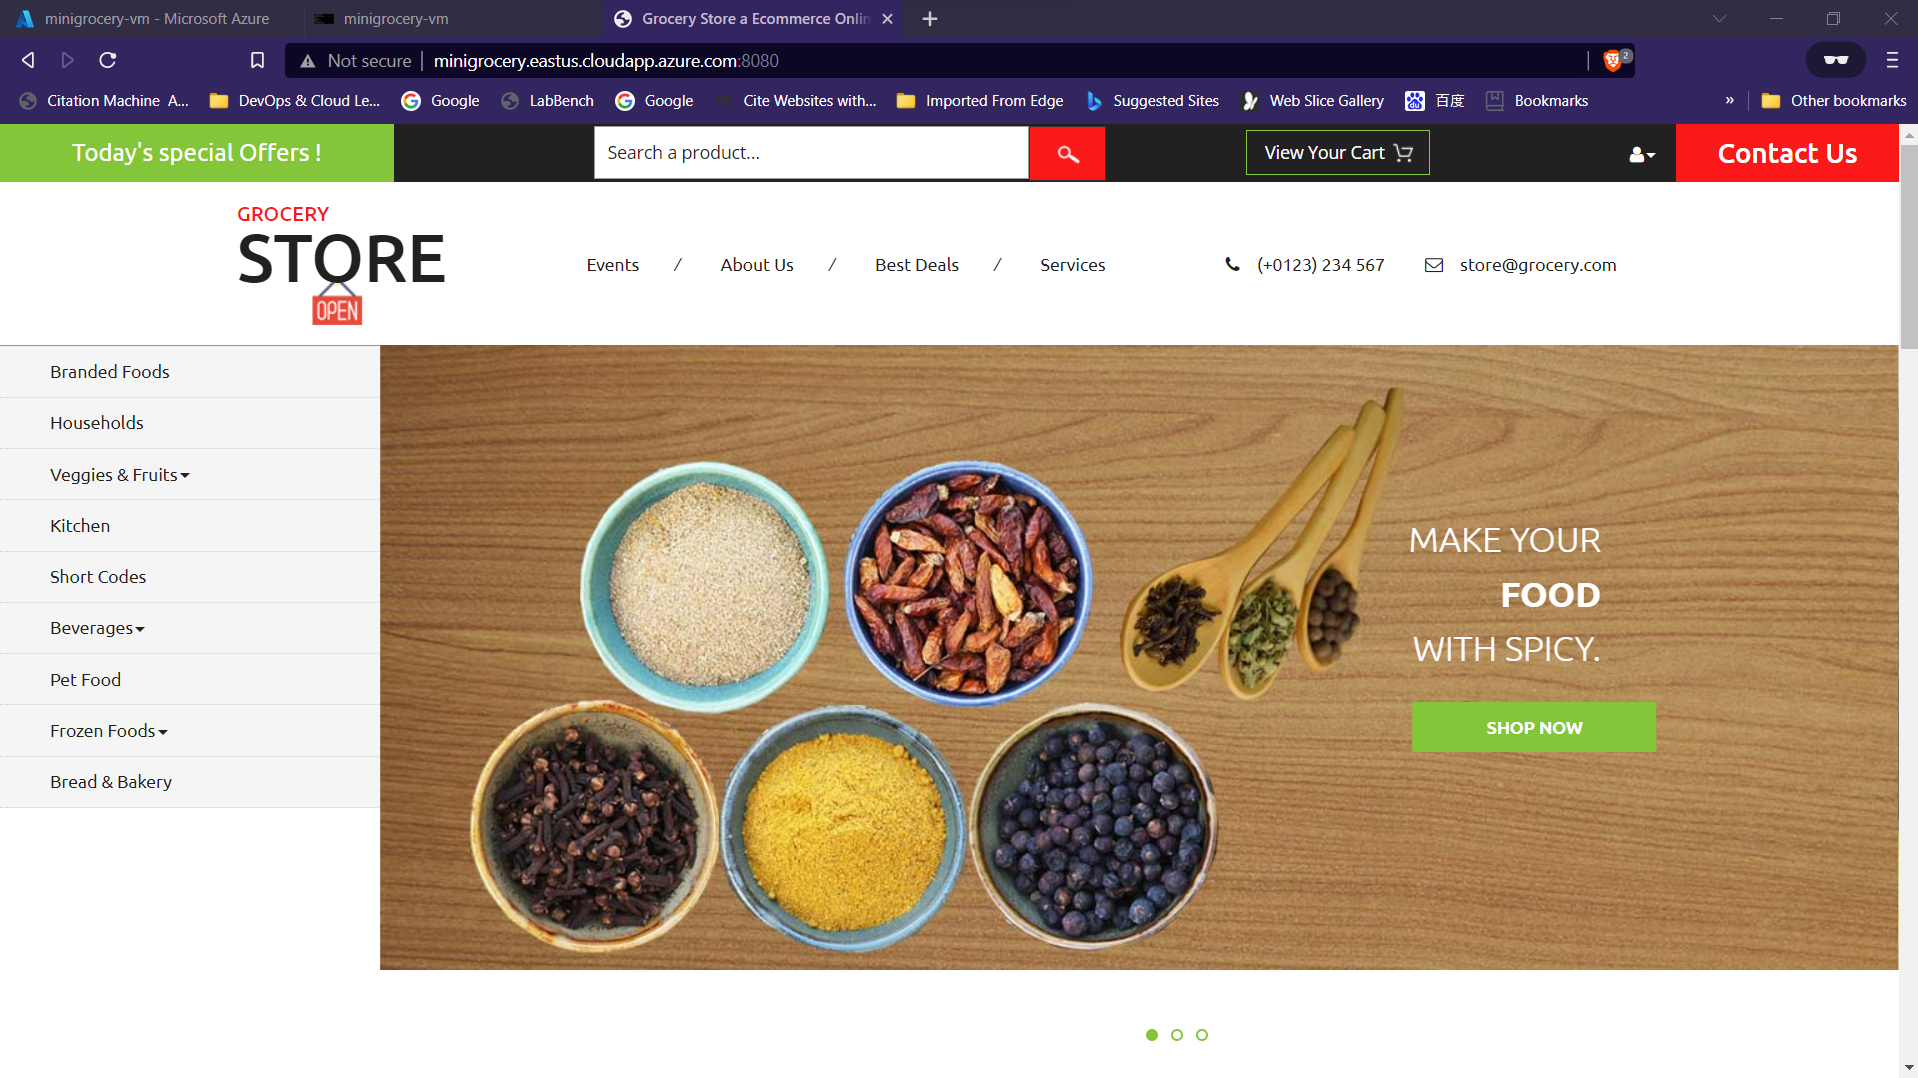 minigrocery-vm - Microsoft Azure
minigrocery-vm
Grocery Store a Ecommerce Onlin
Not secure
minigrocery.eastus.cloudapp.azure.com:8080
2
Citation Machine A...
DevOps & Cloud Le...
Google
LabBench
Google
Cite Websites with...
Imported From Edge
Suggested Sites
Web Slice Gallery
百度
Bookmarks
»
Other bookmarks
Today's special Offers !
Search a product...
View Your Cart
Contact Us
GROCERY
STORE
OPEN
Events / About Us / Best Deals / Services
(+0123) 234 567
store@grocery.com
Branded Foods
Households
Veggies & Fruits
Kitchen
Short Codes
Beverages
Pet Food
Frozen Foods
Bread & Bakery
MAKE YOUR
FOOD
WITH SPICY.
SHOP NOW